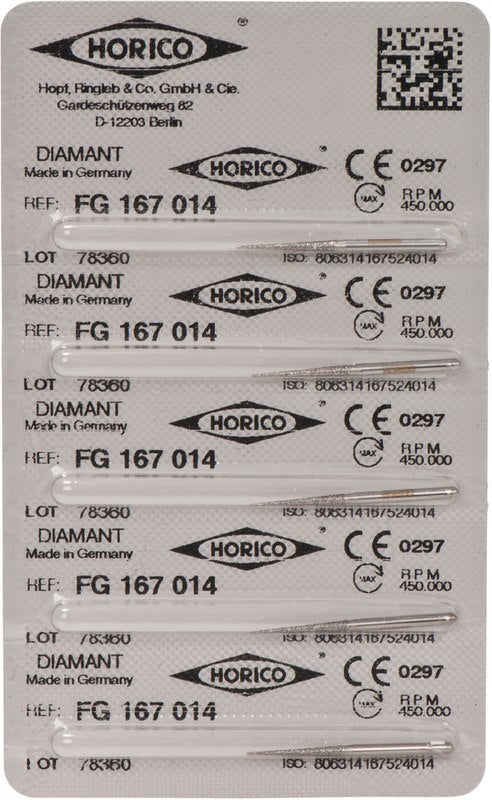 HORICO ®
Hopf, Ringleb & Co. GmbH & Cie.
Gardeschützenweg 82
D-12203 Berlin
DIAMANT
Made in Germany
HORICO ®
CE 0297
REF: FG 167 014
MAX
RPM
450.000
LOT 78360
ISO: 806314167524014
DIAMANT
Made in Germany
HORICO ®
CE 0297
REF: FG 167 014
MAX
RPM
450.000
LOT 78360
ISO: 806314167524014
DIAMANT
Made in Germany
HORICO ®
CE 0297
REF: FG 167 014
MAX
RPM
450.000
LOT 78360
ISO: 806314167524014
DIAMANT
Made in Germany
HORICO ®
CE 0297
REF: FG 167 014
MAX
RPM
450.000
LOT 78360
ISO: 806314167524014
DIAMANT
Made in Germany
HORICO ®
CE 0297
REF: FG 167 014
MAX
RPM
450.000
LOT 78360
ISO: 806314167524014